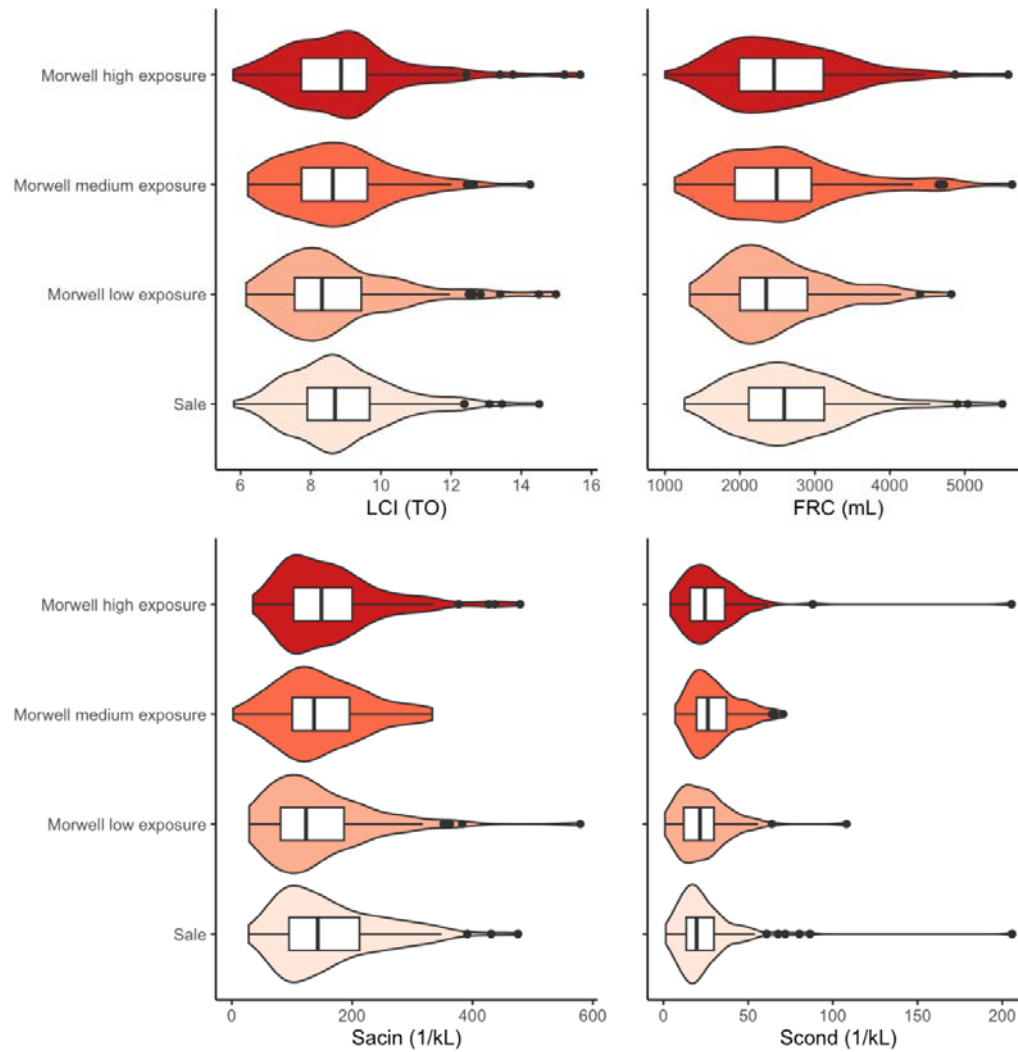 Morwell high exposure
Morwell medium exposure
Morwell low exposure
Sale
6 8 10 12 14 16
LCI (TO)
1000 2000 3000 4000 5000
FRC (mL)
Morwell high exposure
Morwell medium exposure
Morwell low exposure
Sale
0 200 400 600
Sacin (1/kL)
0 50 100 150 200
Scond (1/kL)